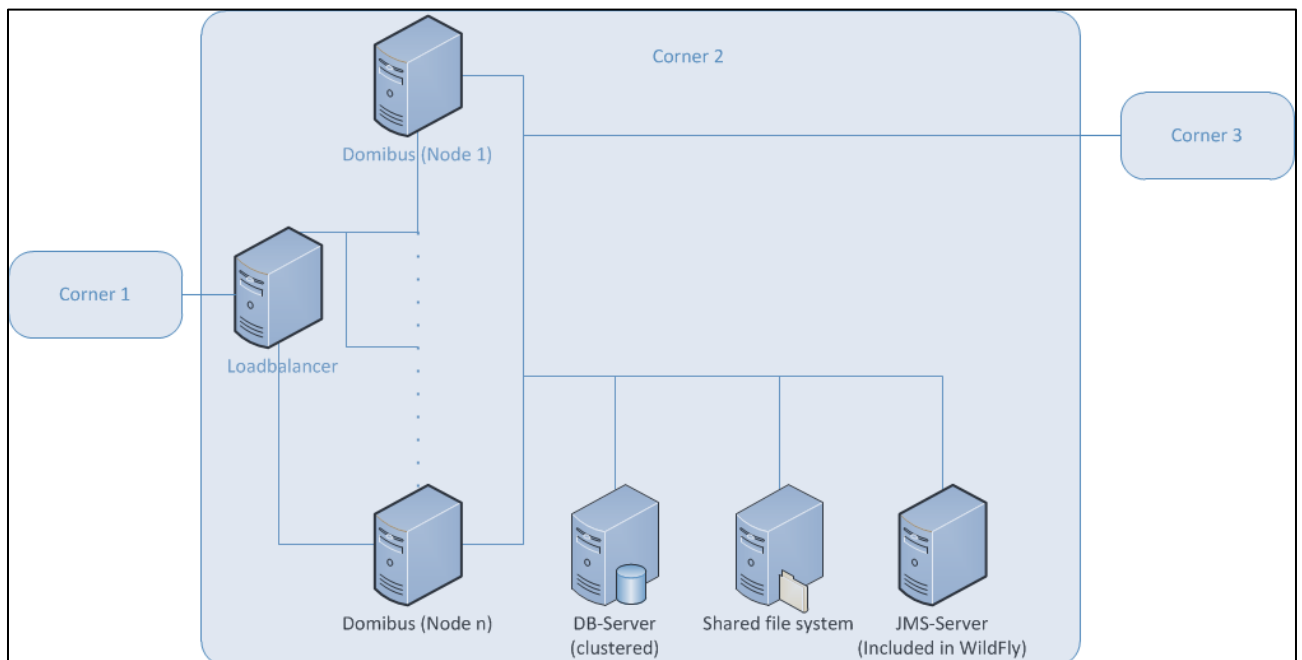 Corner 2
Domibus (Node 1)
Corner 3
Corner 1
Loadbalancer
Domibus (Node n)
DB-Server
(clustered)
Shared file system
JMS-Server
(Included in WildFly)